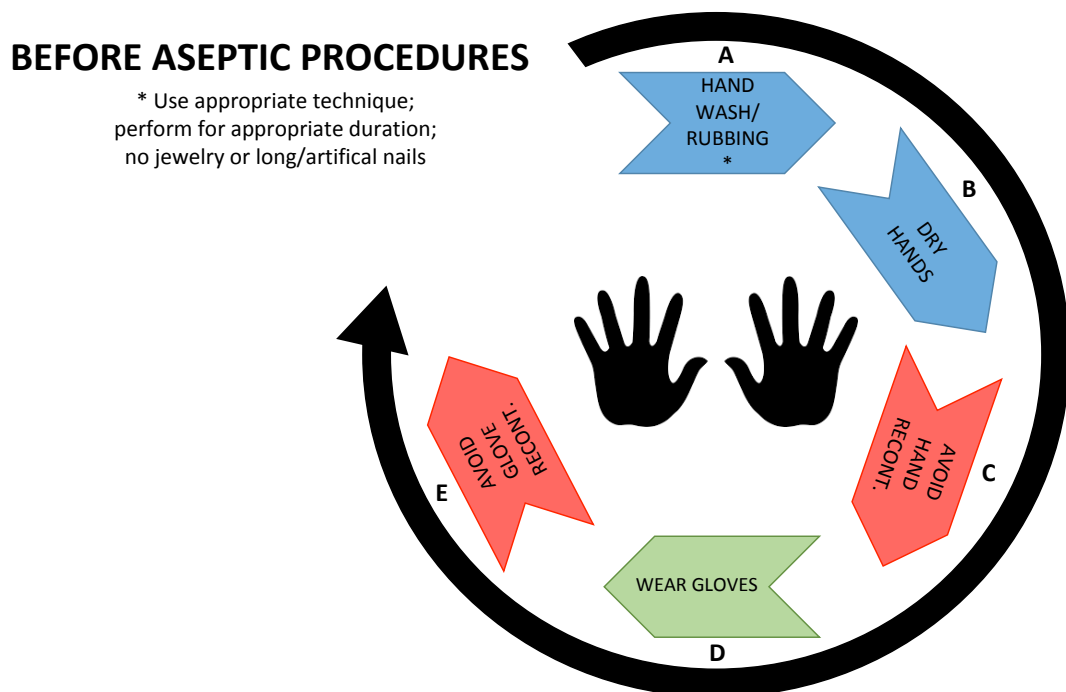 BEFORE ASEPTIC PROCEDURES
* Use appropriate technique;
perform for appropriate duration;
no jewelry or long/artifical nails
A
HAND
WASH/
RUBBING
*
B
DRY
HANDS
C
AVOID
HAND
RECONT.
D
WEAR GLOVES
E
AVOID
GLOVE
RECONT.